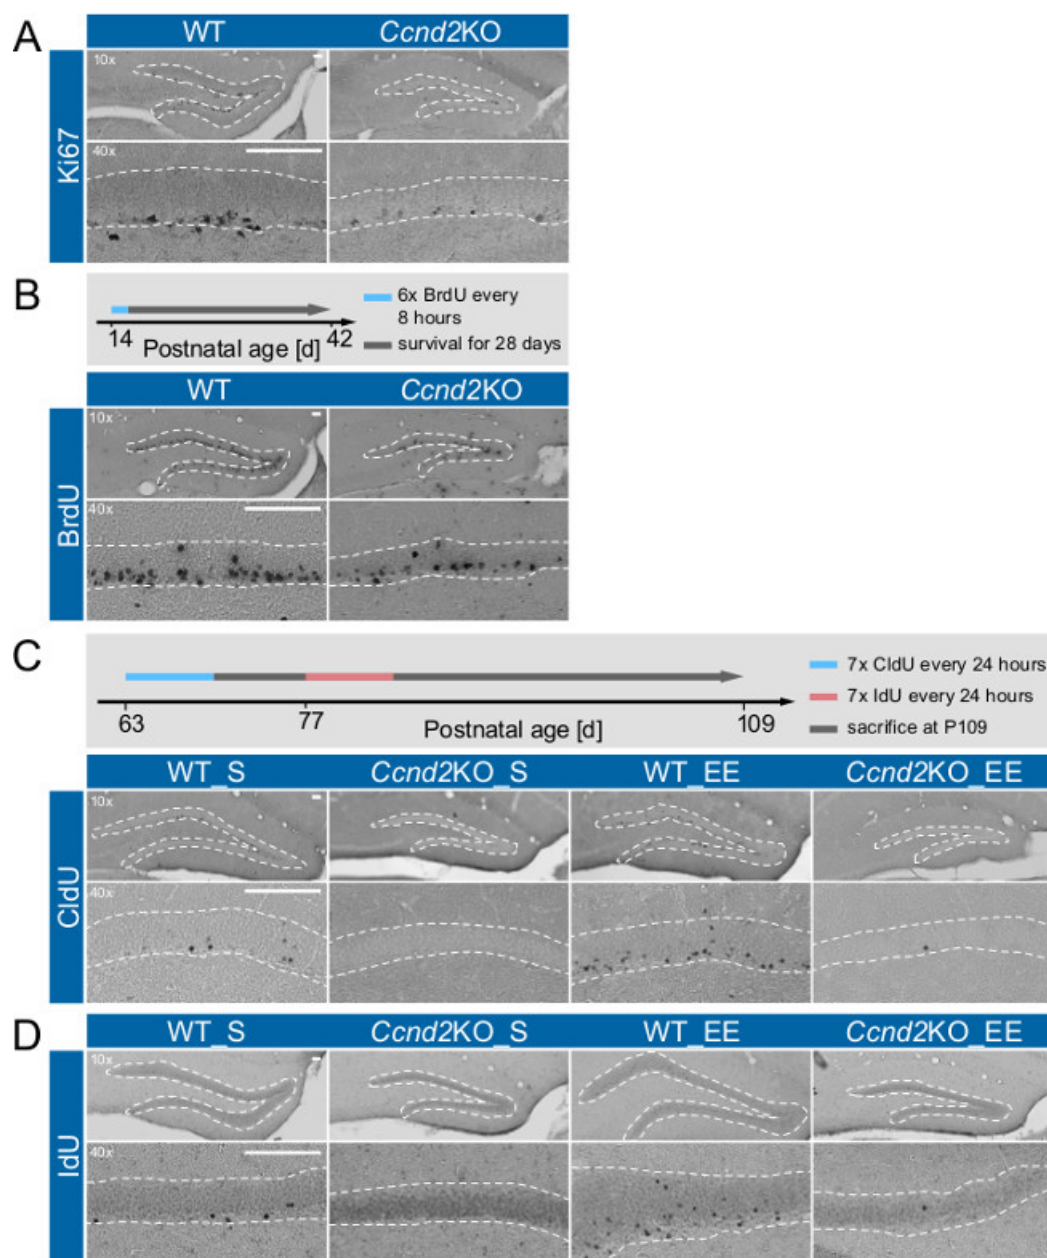 A
WT
Ccnd2KO
Ki67
10x
40x
B
6x BrdU every
8 hours
survival for 28 days
14
42
Postnatal age [d]
WT
Ccnd2KO
BrdU
10x
40x
C
7x CldU every 24 hours
7x IdU every 24 hours
sacrifice at P109
63
77
109
Postnatal age [d]
WT_S
Ccnd2KO_S
WT_EE
Ccnd2KO_EE
CldU
10x
40x
D
WT_S
Ccnd2KO_S
WT_EE
Ccnd2KO_EE
IdU
10x
40x